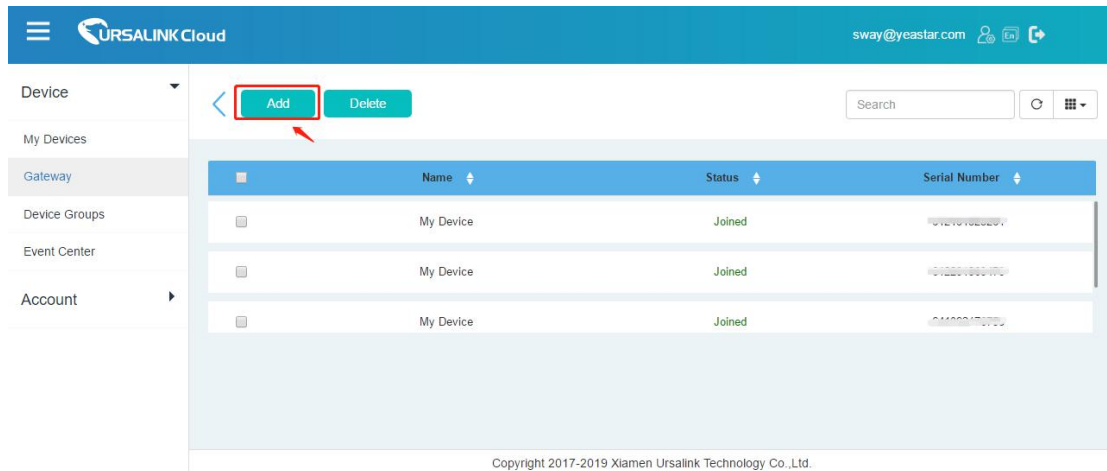 URSALINK Cloud
sway@yeastar.com En
Device
Add Delete Search
My Devices
Gateway
Name Status Serial Number
Device Groups
My Device Joined
Event Center
My Device Joined
Account
My Device Joined
Copyright 2017-2019 Xiamen Ursalink Technology Co.,Ltd.